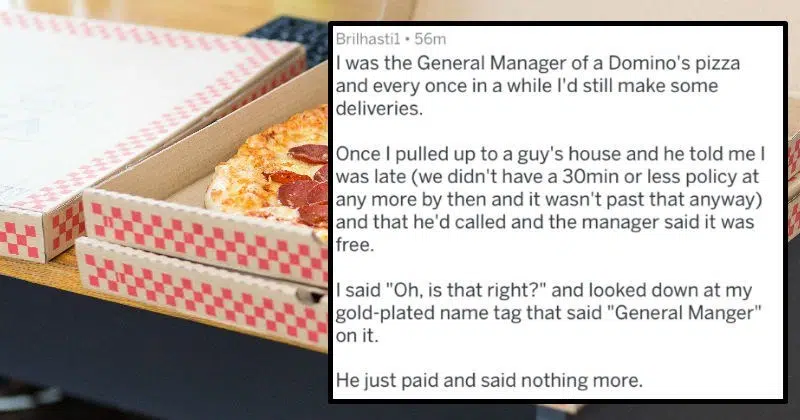 Brilhasti1 • 56m
I was the General Manager of a Domino's pizza
and every once in a while I'd still make some
deliveries.
Once I pulled up to a guy's house and he told me I
was late (we didn't have a 30min or less policy at
any more by then and it wasn't past that anyway)
and that he'd called and the manager said it was
free.
I said "Oh, is that right?" and looked down at my
gold-plated name tag that said "General Manger"
on it.
He just paid and said nothing more.